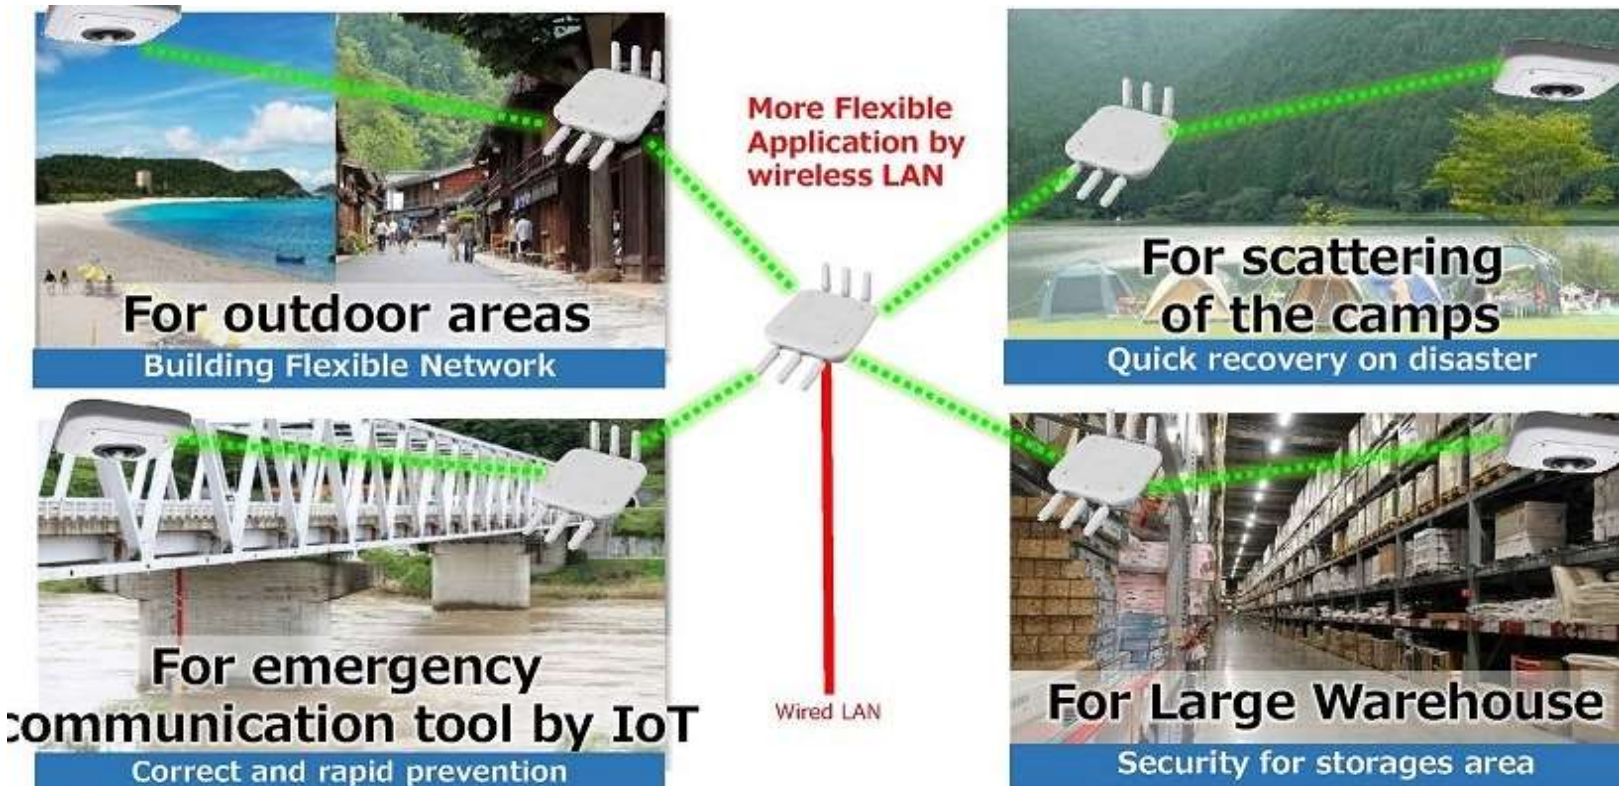 More Flexible
Application by
wireless LAN
For outdoor areas
Building Flexible Network
For scattering
of the camps
Quick recovery on disaster
For emergency
communication tool by IoT
Correct and rapid prevention
Wired LAN
For Large Warehouse
Security for storages area